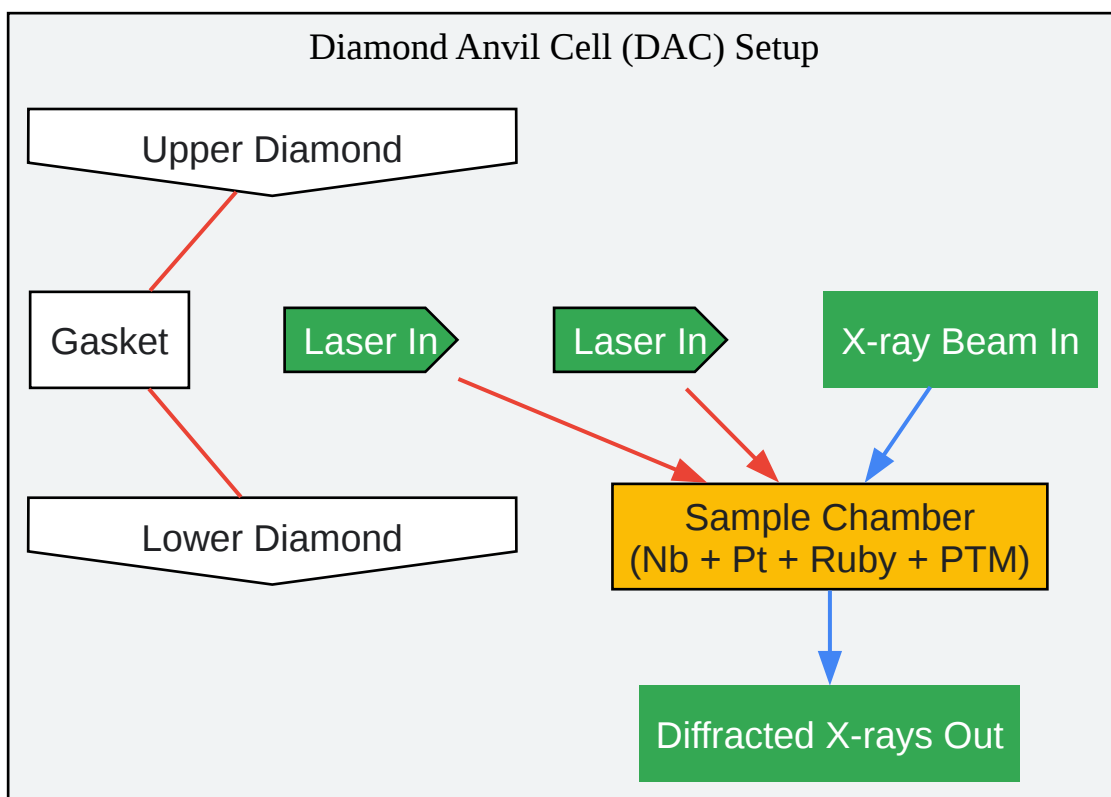 Diamond Anvil Cell (DAC) Setup
Upper Diamond
Gasket
Laser In
Laser In
X-ray Beam In
Lower Diamond
Sample Chamber
(Nb + Pt + Ruby + PTM)
Diffracted X-rays Out